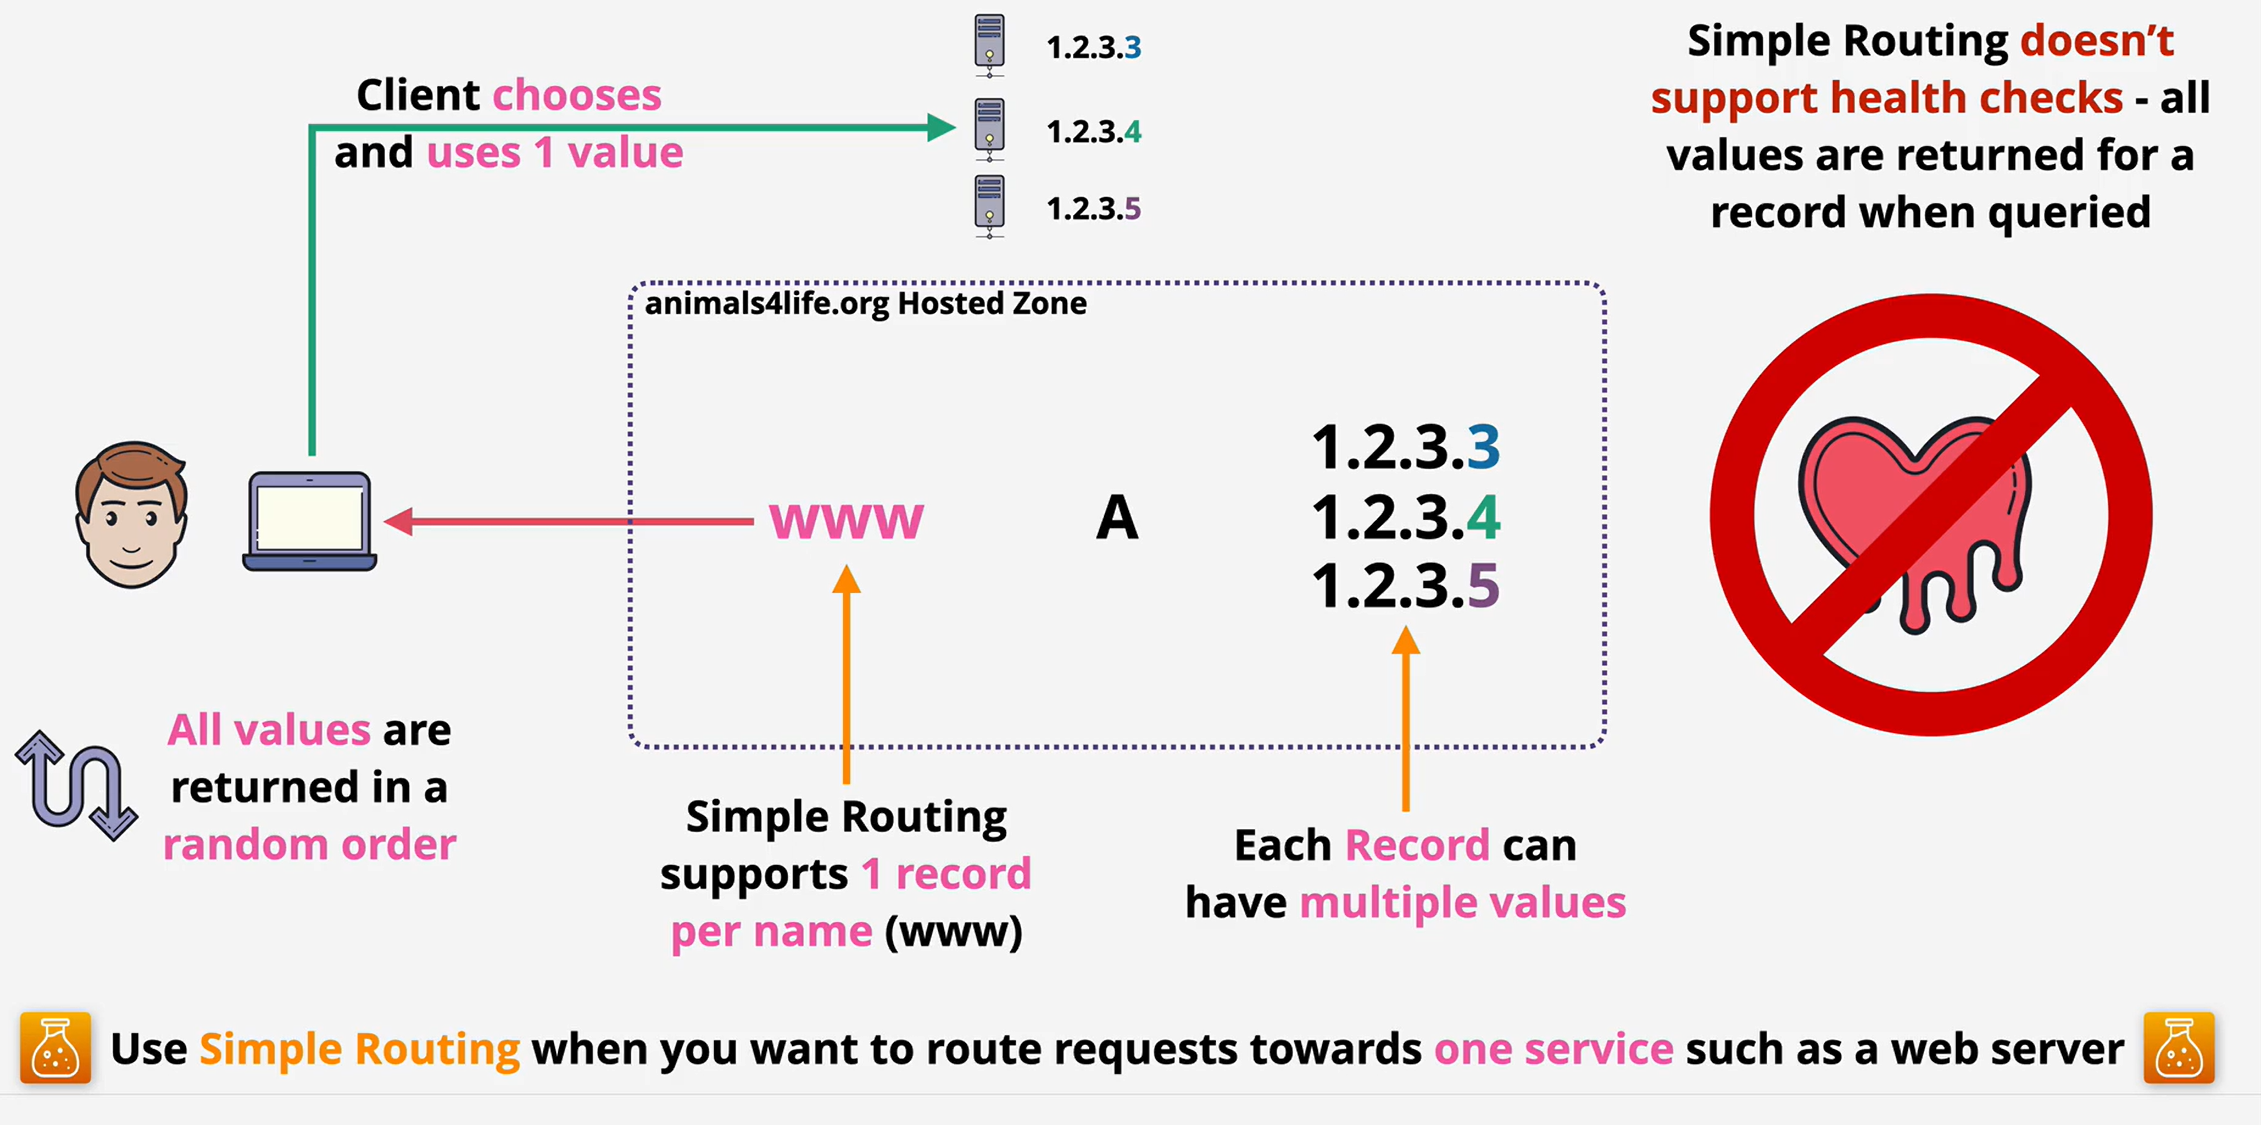 Client chooses
and uses 1 value
1.2.3.3
1.2.3.4
1.2.3.5
Simple Routing doesn’t
support health checks - all
values are returned for a
record when queried
animals4life.org Hosted Zone
www
A
1.2.3.3
1.2.3.4
1.2.3.5
All values are
returned in a
random order
Simple Routing
supports 1 record
per name (www)
Each Record can
have multiple values
Use Simple Routing when you want to route requests towards one service such as a web server